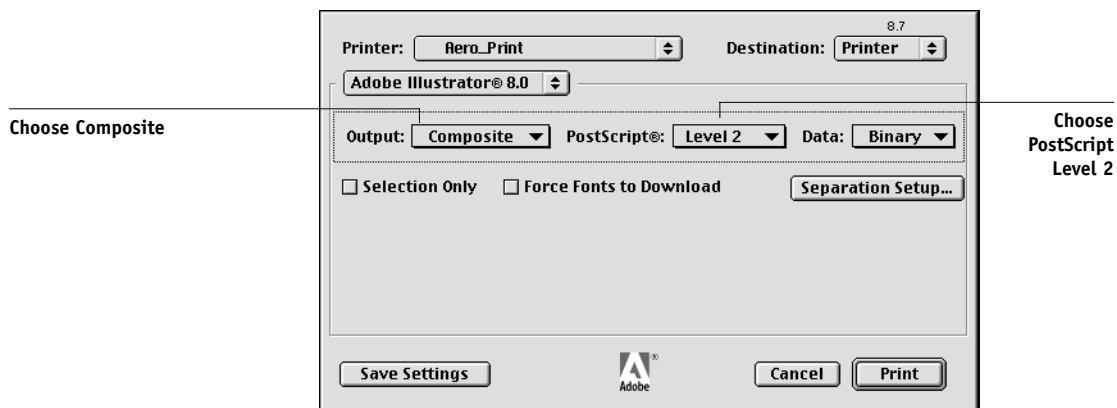 8.7
Printer: Aero_Print Destination: Printer
Adobe Illustrator® 8.0
Choose Composite
Choose
PostScript
Level 2
Output: Composite PostScript®: Level 2 Data: Binary
Selection Only Force Fonts to Download Separation Setup...
Save Settings Adobe® Cancel Print